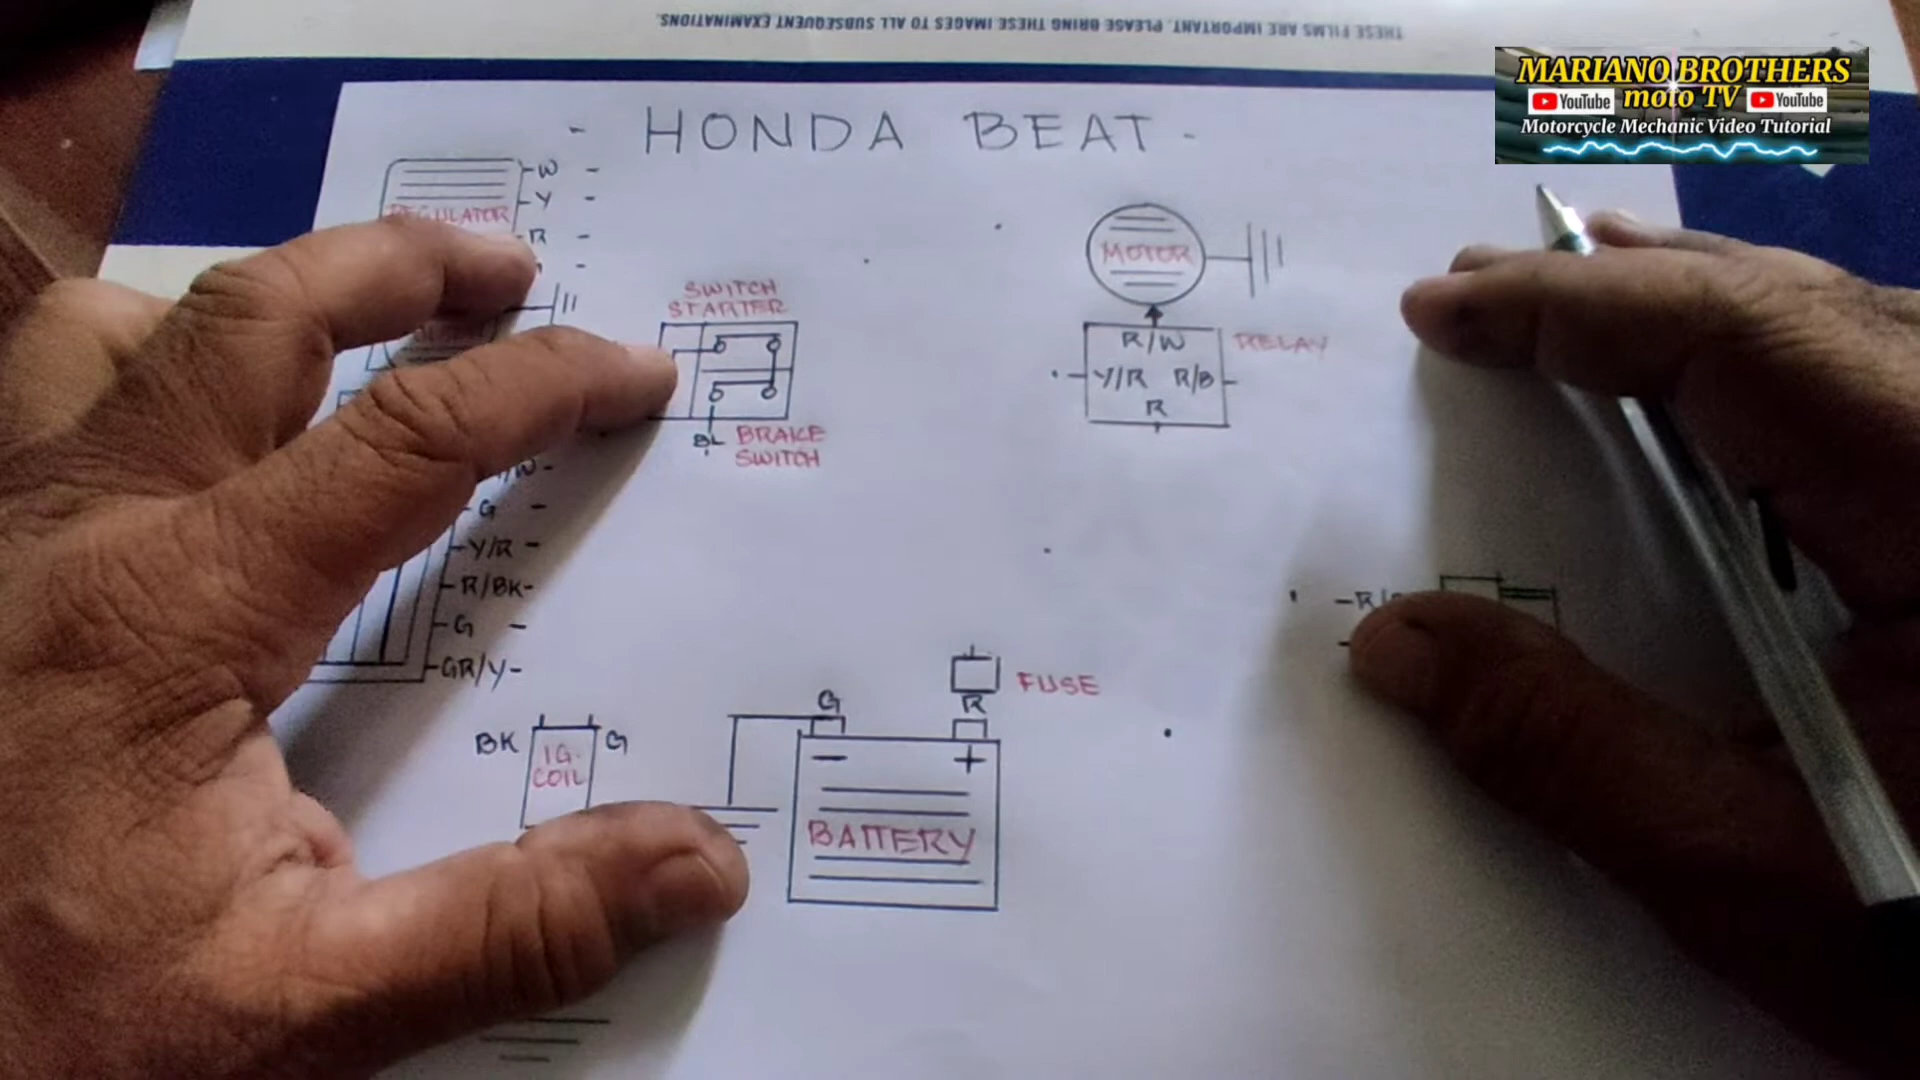 THESE FILMS ARE IMPORTANT. PLEASE BRING THESE IMAGES TO ALL SUBSEQUENT EXAMINATIONS.
MARIANO BROTHERS
YouTube moto TV YouTube
Motorcycle Mechanic Video Tutorial
- HONDA BEAT -
W -
Y -
REGULATOR
R -
MOTOR
SWITCH
STARTER
R/W
RELAY
Y/R R/B
R
BL BRAKE
SWITCH
G -
Y/R -
R/BK -
G -
GR/Y -
FUSE
G
R
BK
IG.
COIL
G
- +
BATTERY